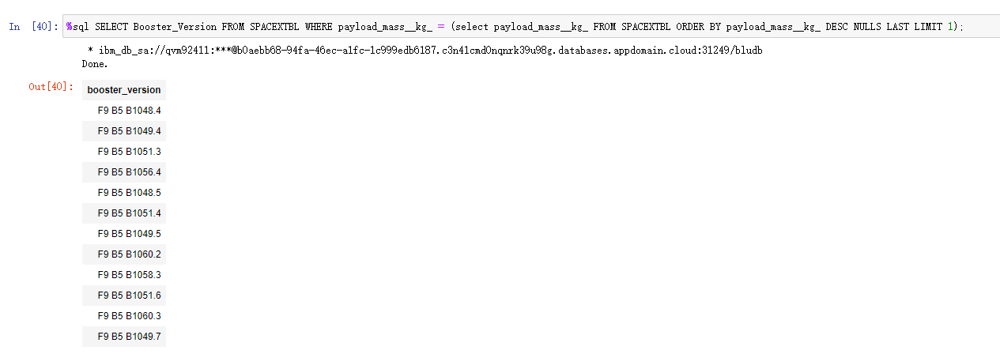 In [40]: %sql SELECT Booster_Version FROM SPACEXTBL WHERE payload_mass__kg_ = (select payload_mass__kg_ FROM SPACEXTBL ORDER BY payload_mass__kg_ DESC NULLS LAST LIMIT 1);
* ibm_db_sa://qvm92411:***@b0aebb68-94fa-46ec-a1fc-1c999edb6187.c3n41cmd0nqnrk39u98g.databases.appdomain.cloud:31249/bludb
Done.
Out[40]: booster_version
F9 B5 B1048.4
F9 B5 B1049.4
F9 B5 B1051.3
F9 B5 B1056.4
F9 B5 B1048.5
F9 B5 B1051.4
F9 B5 B1049.5
F9 B5 B1060.2
F9 B5 B1058.3
F9 B5 B1051.6
F9 B5 B1060.3
F9 B5 B1049.7